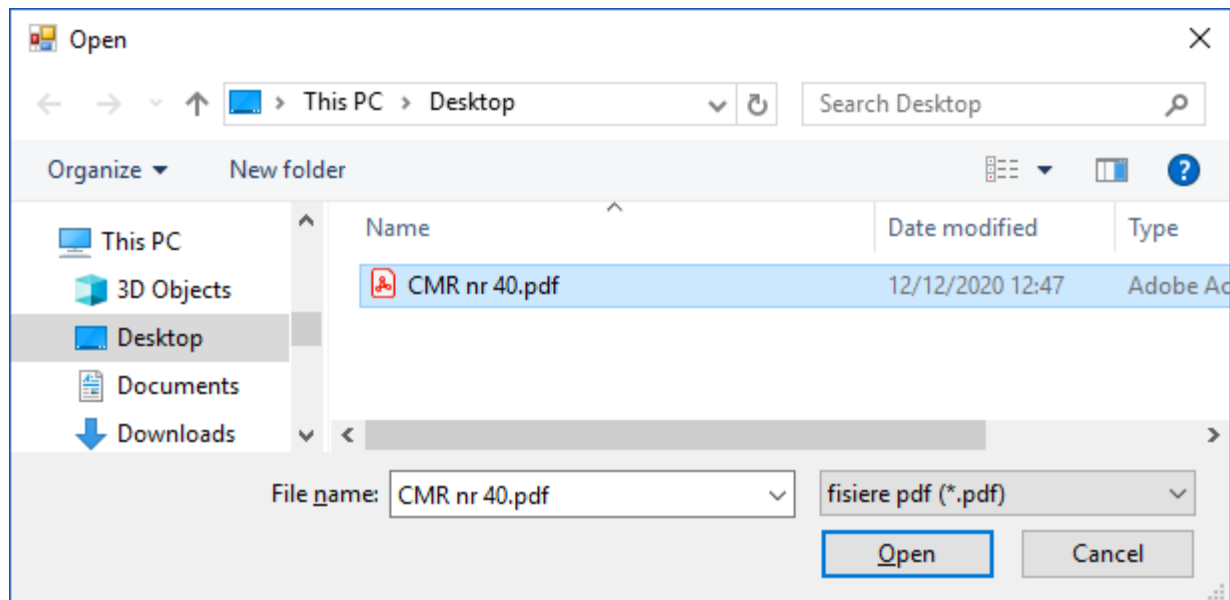 Open
This PC > Desktop
Search Desktop
Organize
New folder
?
Name
Date modified
Type
This PC
3D Objects
Desktop
Documents
Downloads
CMR nr 40.pdf
12/12/2020 12:47
Adobe Ac
File name:
CMR nr 40.pdf
fisiere pdf (*.pdf)
Open
Cancel